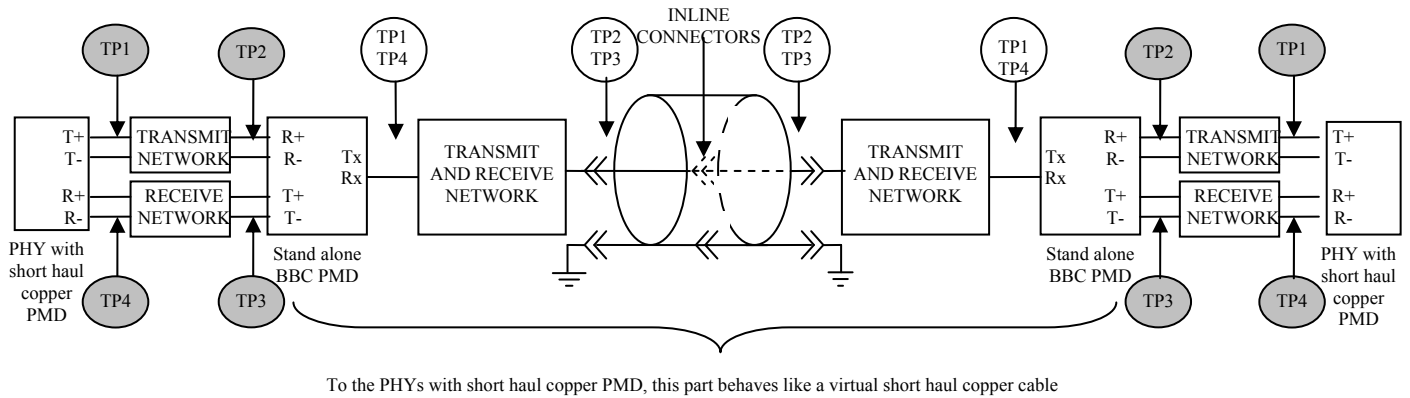 TP1
TP2
TP1
TP4
TP2
TP3
INLINE
CONNECTORS
TP2
TP3
TP1
TP4
TP2
TP1
T+
T-
R+
R-
PHY with
short haul
copper
PMD
TRANSMIT
NETWORK
RECEIVE
NETWORK
R+
R-
T+
T-
Tx
Rx
Stand alone
BBC PMD
TRANSMIT
AND RECEIVE
NETWORK
TRANSMIT
AND RECEIVE
NETWORK
Tx
Rx
R+
R-
T+
T-
Stand alone
BBC PMD
TRANSMIT
NETWORK
RECEIVE
NETWORK
T+
T-
R+
R-
PHY with
short haul
copper
PMD
TP4
TP3
TP3
TP4
To the PHYs with short haul copper PMD, this part behaves like a virtual short haul copper cable